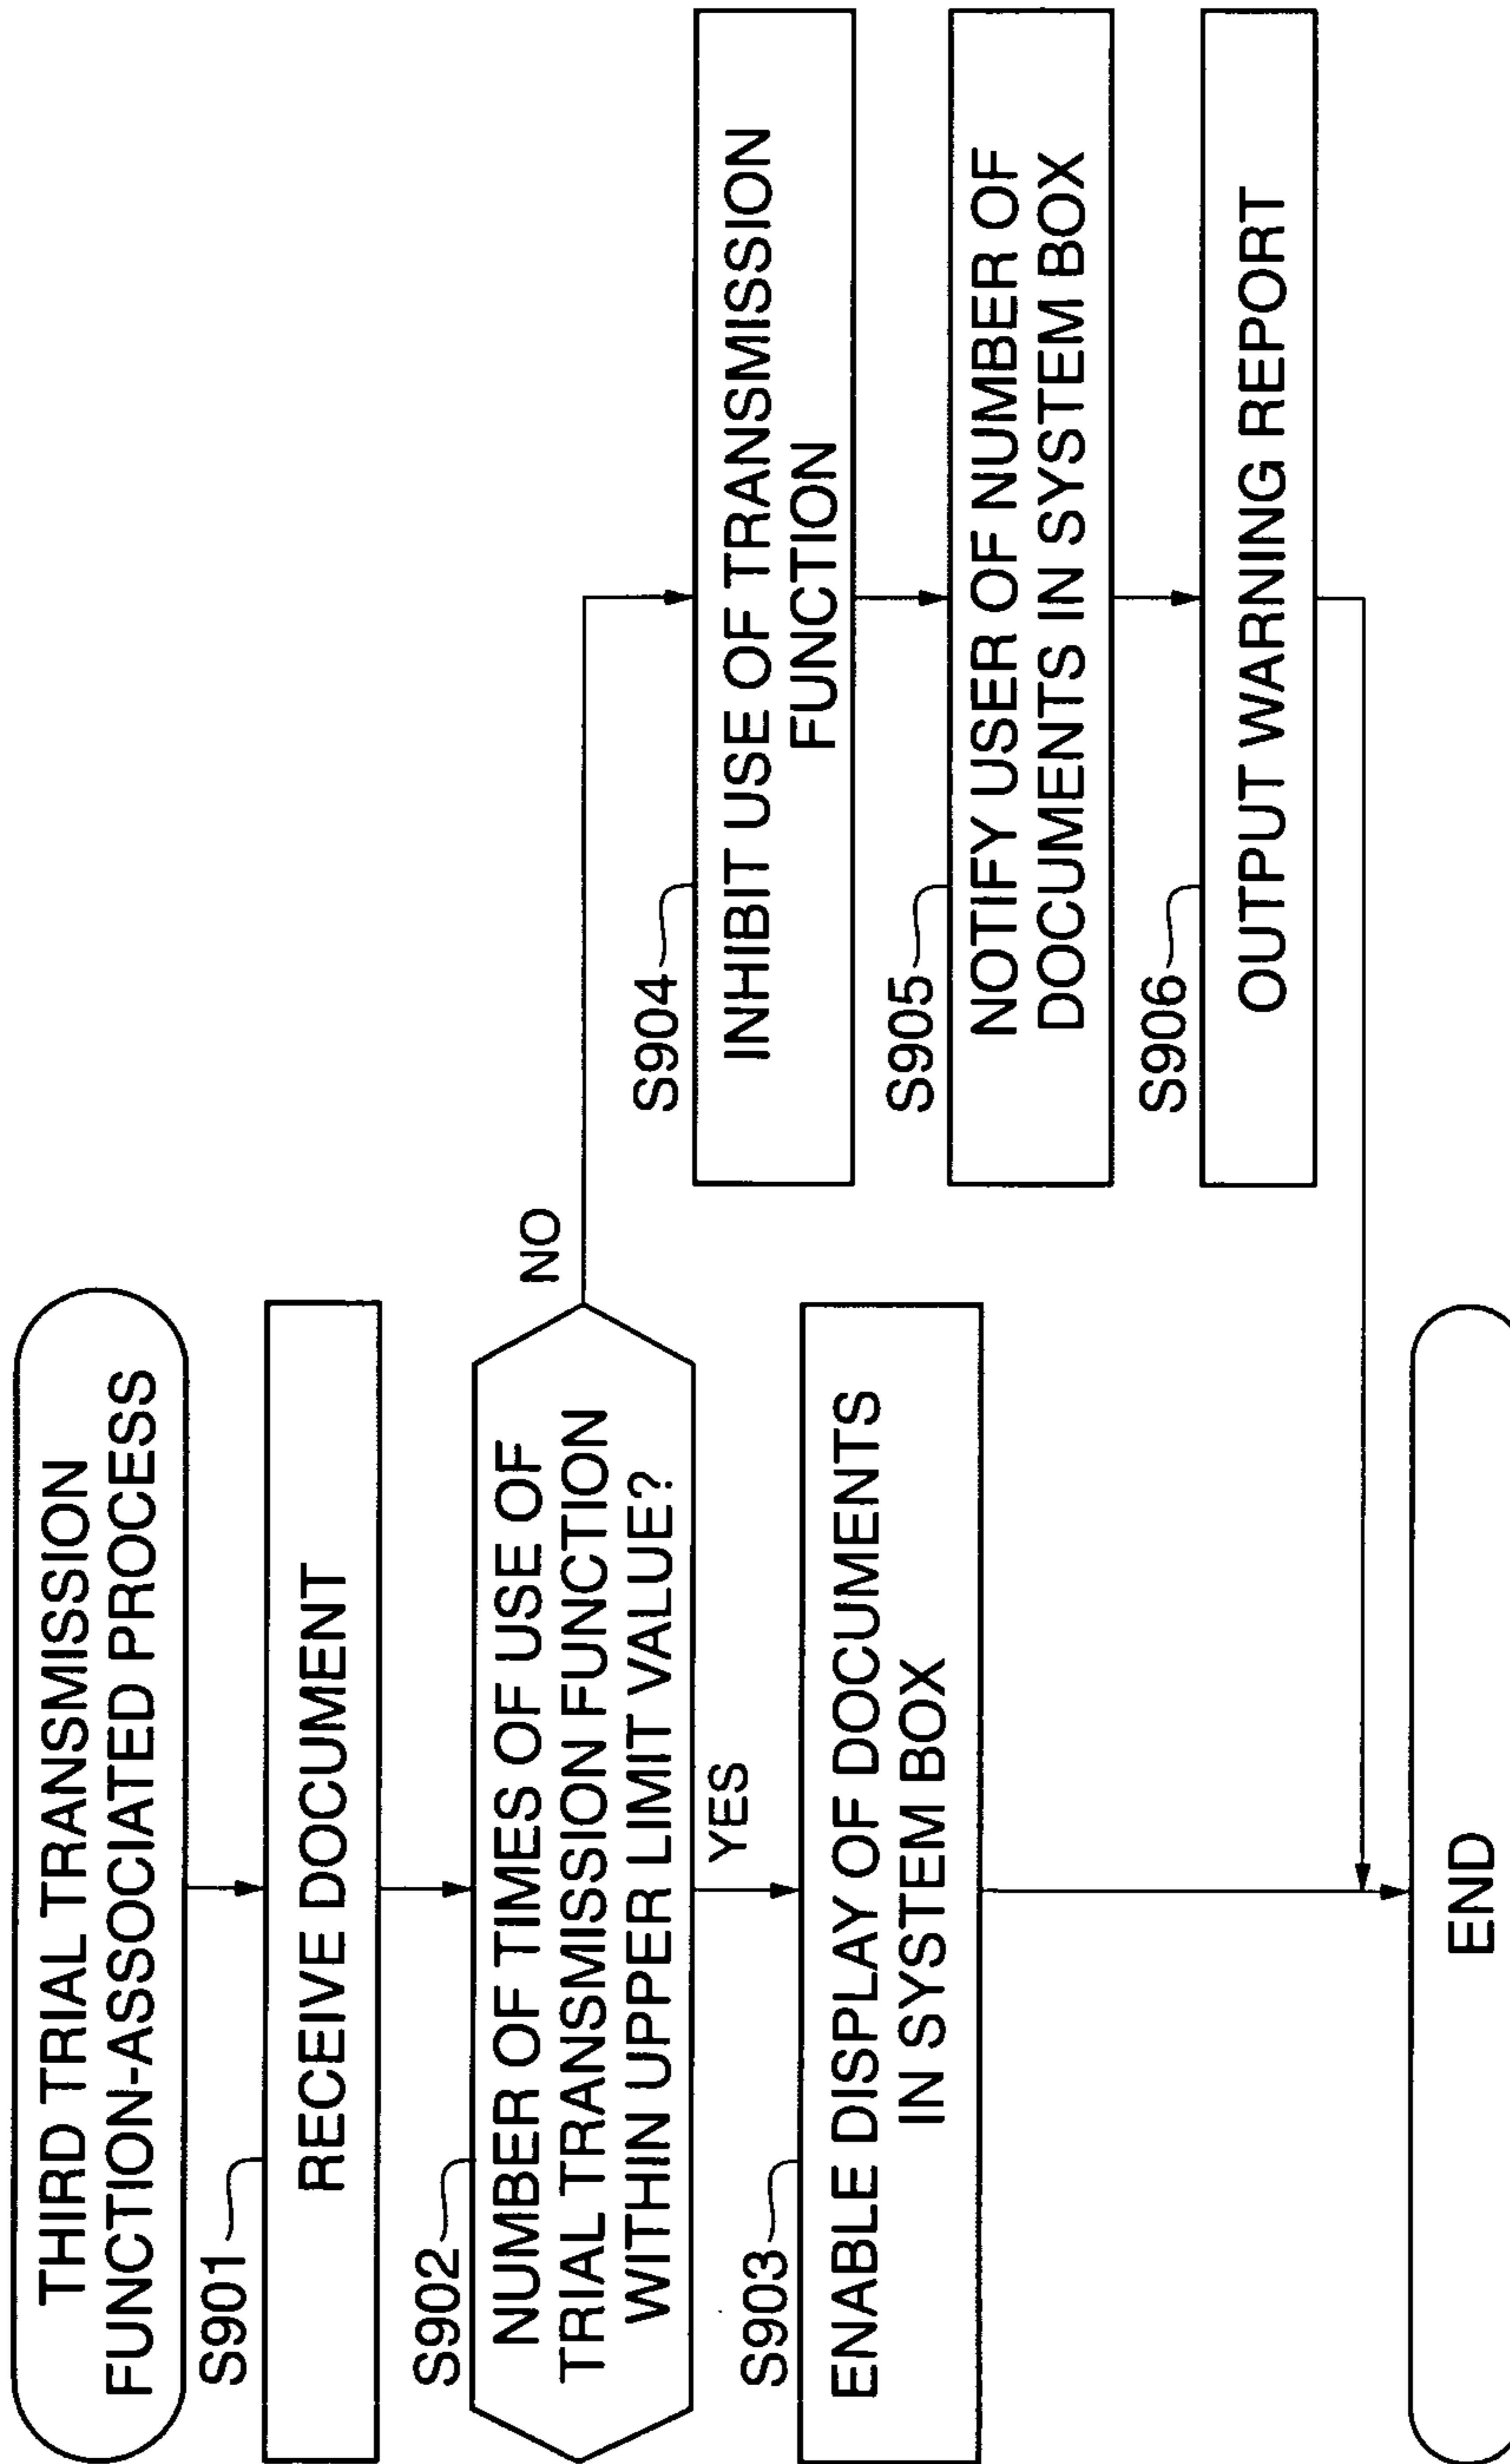 THIRD TRIAL TRANSMISSION
FUNCTION-ASSOCIATED PROCESS
S901
RECEIVE DOCUMENT
S902
NUMBER OF TIMES OF USE OF
TRIAL TRANSMISSION FUNCTION
WITHIN UPPER LIMIT VALUE?
NO
YES
S903
ENABLE DISPLAY OF DOCUMENTS
IN SYSTEM BOX
S904
INHIBIT USE OF TRANSMISSION
FUNCTION
S905
NOTIFY USER OF NUMBER OF
DOCUMENTS IN SYSTEM BOX
S906
OUTPUT WARNING REPORT
END